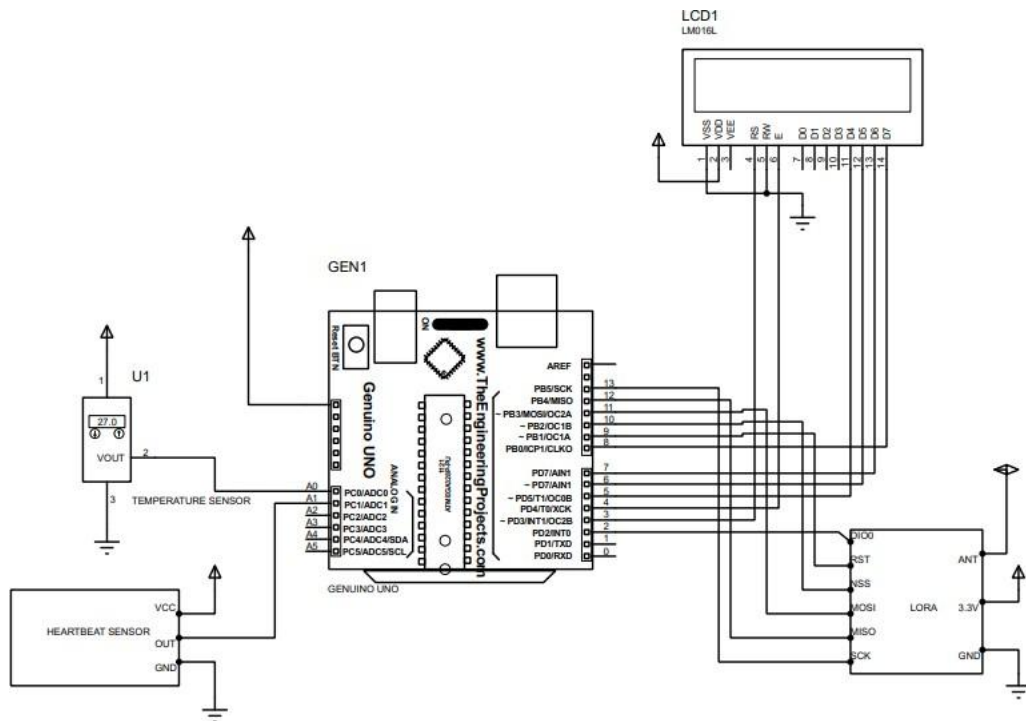 LCD1
LM016L
VSS
VDD
VEE
RS
RW
E
D0
D1
D2
D3
D4
D5
D6
D7
1
2
3
4
5
6
7
8
9
10
11
12
13
14
GEN1
Reset BTN
ON
www.TheEngineeringProjects.com
Genuino UNO
ANALOG IN
AREF
PB5/SCK
13
PB4/MISO
12
~ PB3/MOSI/OC2A
11
~ PB2/OC1B
10
~ PB1/OC1A
9
PB0/ICP1/CLKO
8
PD7/AIN1
7
~ PD7/AIN1
6
~ PD5/T1/OC0B
5
PD4/T0/XCK
4
~ PD3/INT1/OC2B
3
PD2/INT0
2
PD1/TXD
1
PD0/RXD
0
A0
PC0/ADC0
A1
PC1/ADC1
A2
PC2/ADC2
A3
PC3/ADC3
A4
PC4/ADC4/SDA
A5
PC5/ADC5/SCL
GENUINO UNO
U1
1
27.0
VOUT
2
3
TEMPERATURE SENSOR
HEARTBEAT SENSOR
VCC
OUT
GND
LORA
DIO0
RST
NSS
MOSI
MISO
SCK
ANT
3.3V
GND